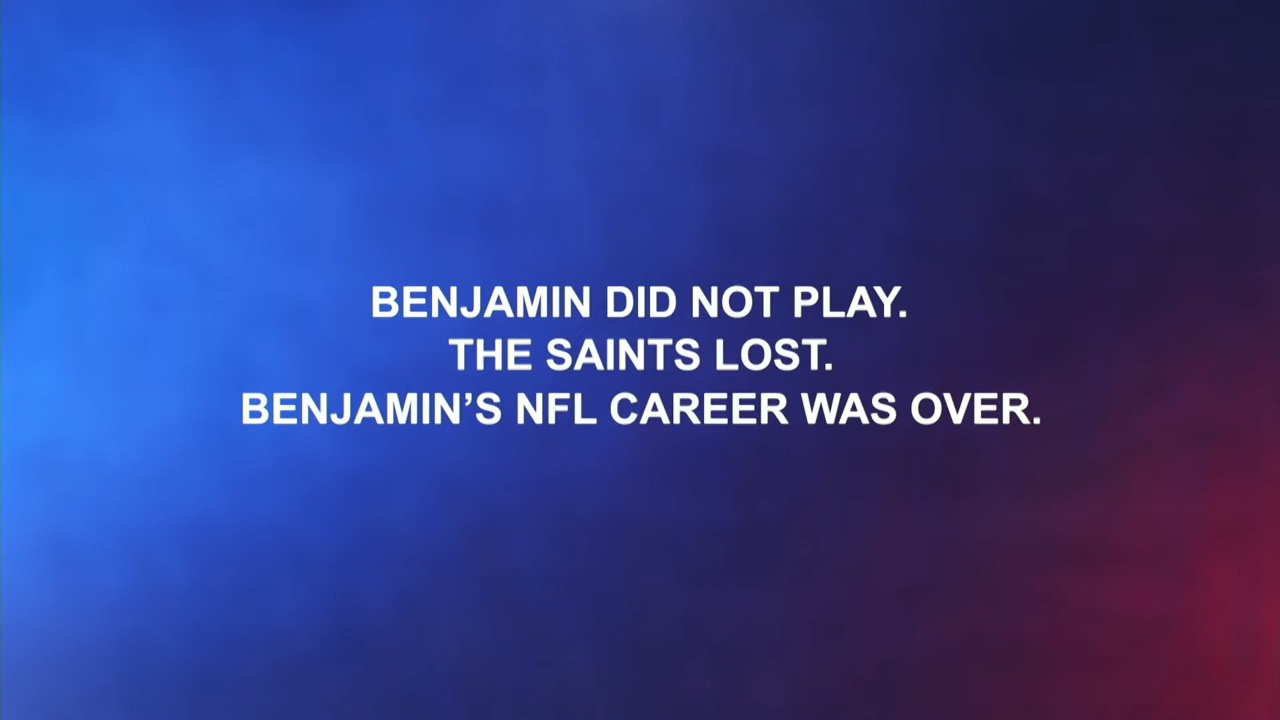 BENJAMIN DID NOT PLAY.
THE SAINTS LOST.
BENJAMIN’S NFL CAREER WAS OVER.